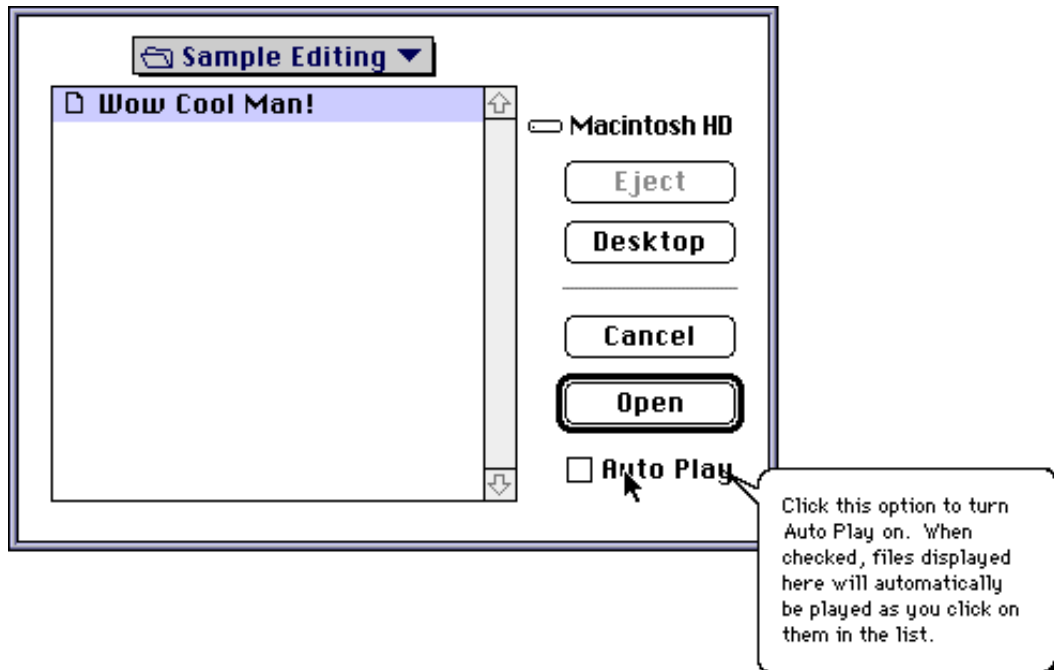 Sample Editing
Wow Cool Man!
Macintosh HD
Eject
Desktop
Cancel
Open
Auto Play
Click this option to turn
Auto Play on. When
checked, files displayed
here will automatically
be played as you click on
them in the list.